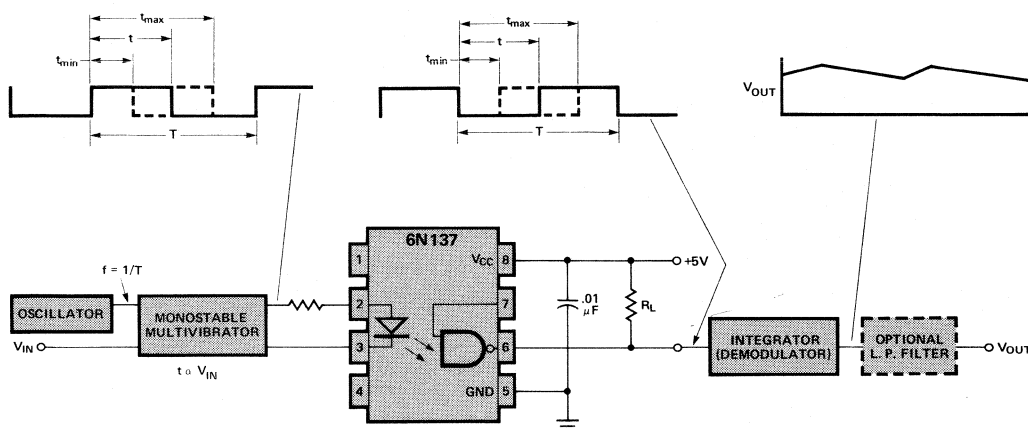 tmax
t
tmin
T
tmax
t
tmin
T
VOUT
6N137
1
2
3
4
VCC 8
7
6
GND 5
f = 1/T
OSCILLATOR
MONOSTABLE
MULTIVIBRATOR
VIN
t α VIN
.01
μF
RL
+5V
INTEGRATOR
(DEMODULATOR)
OPTIONAL
L. P. FILTER
VOUT